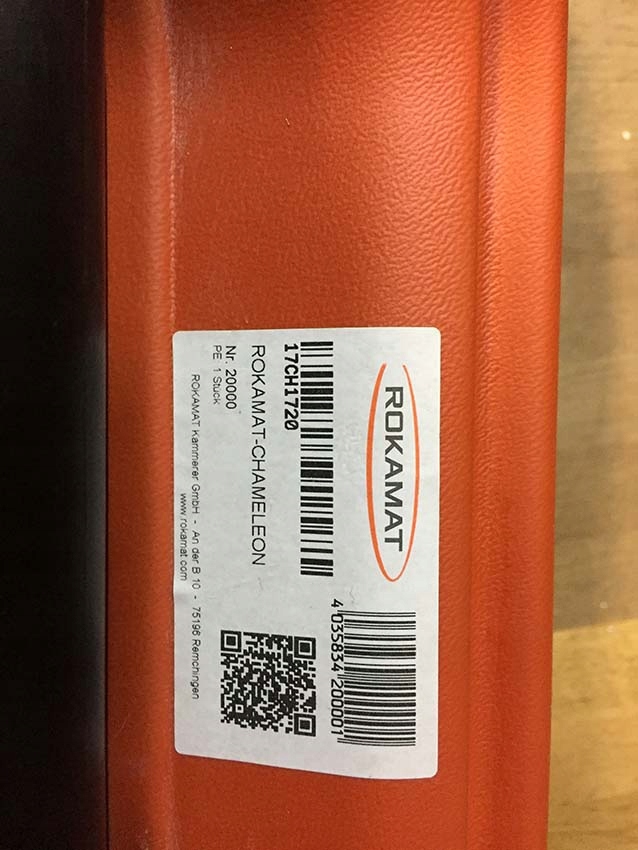 ROKAMAT
4 035834 200001
17CH1720
ROKAMAT-CHAMELEON
Nr. 20000
PE: 1 Stück
ROKAMAT Kammerer GmbH - An der B 10 - 75196 Remchingen
www.rokamat.com